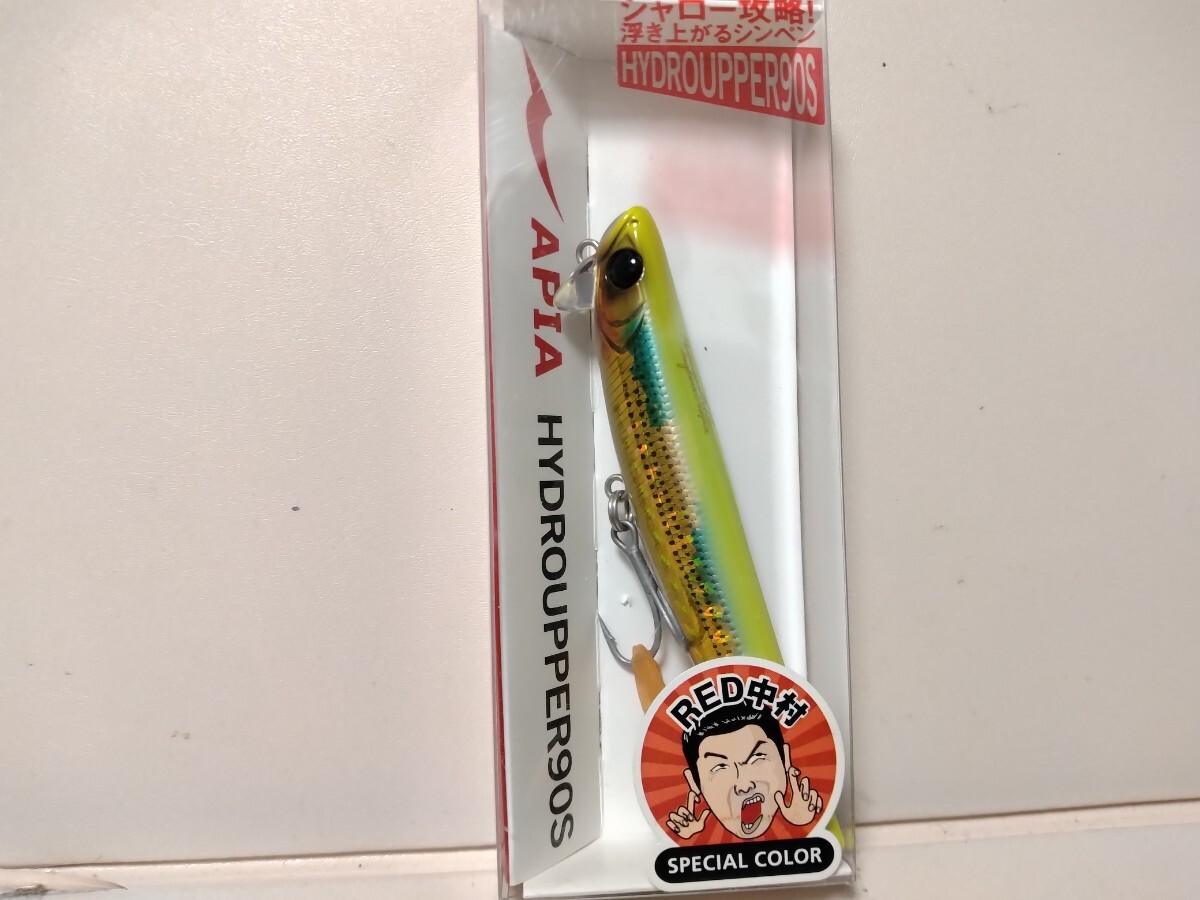 シャロー攻略!
浮き上がるシンペン
HYDROUPPER90S
APIA HYDROUPPER90S
RED中村
SPECIAL COLOR